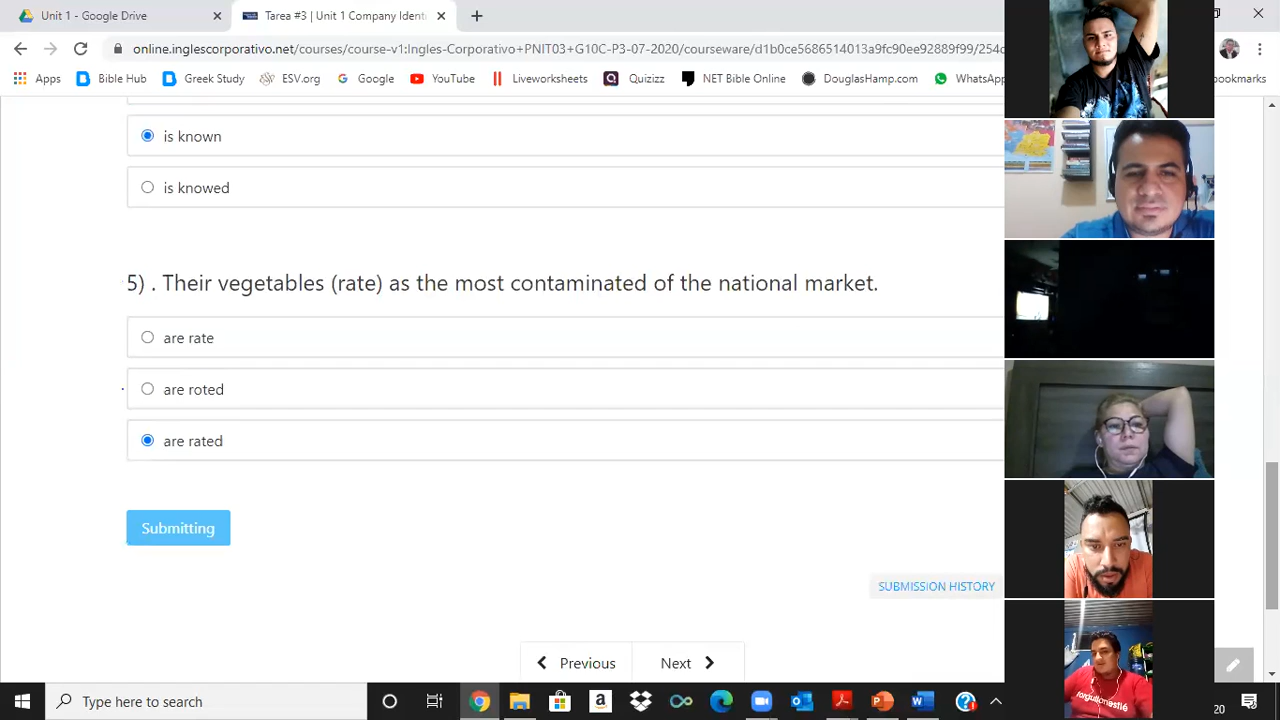 Unit 1 - Google Drive
Tarea #3 | Unit 1 Company Ident
online.inglescorporativo.net/courses/course-v1:Ingles-Corporativo+PNIT03+G10C-P3-07-2020/courseware/d1b0ce3e36514013a9fc90ee92889f99/254c
Apps
Bible Hub
Greek Study
ESV.org
Google
YouTube
Liveworksheets
Quizizz
NET Bible Online
DouglasHamp.com
WhatsApp
ookmarks
is known
is knowed
5) . Their vegetables (rate) as the most contaminated of the national market.
are rate
are roted
are rated
Submitting
SUBMISSION HISTORY
Previous
Next
Type here to search
20